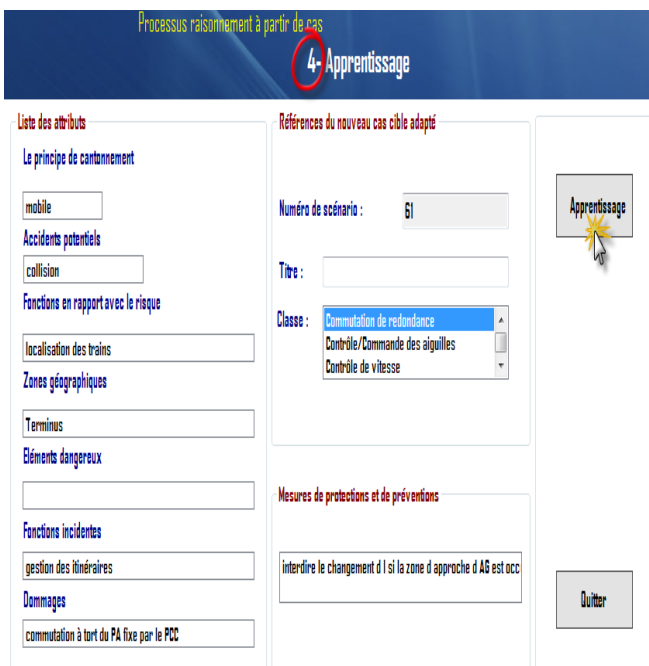 Processus raisonnement à partir de cas
4- Apprentissage
Liste des attributs
Le principe de cantonnement
mobile
Accidents potentiels
collision
Fonctions en rapport avec le risque
localisation des trains
Zones géographiques
Terminus
Eléments dangereux
Fonctions incidentes
gestion des itinéraires
Dommages
commutation à tort du PA fixe par le PCC
Références du nouveau cas cible adapté
Numéro de scénario : 61
Titre :
Classe : Commutation de redondance
Contrôle/Commande des aiguilles
Contrôle de vitesse
Mesures de protections et de préventions
interdire le changement d I si la zone d approche d AG est occ
Apprentissage
Quitter